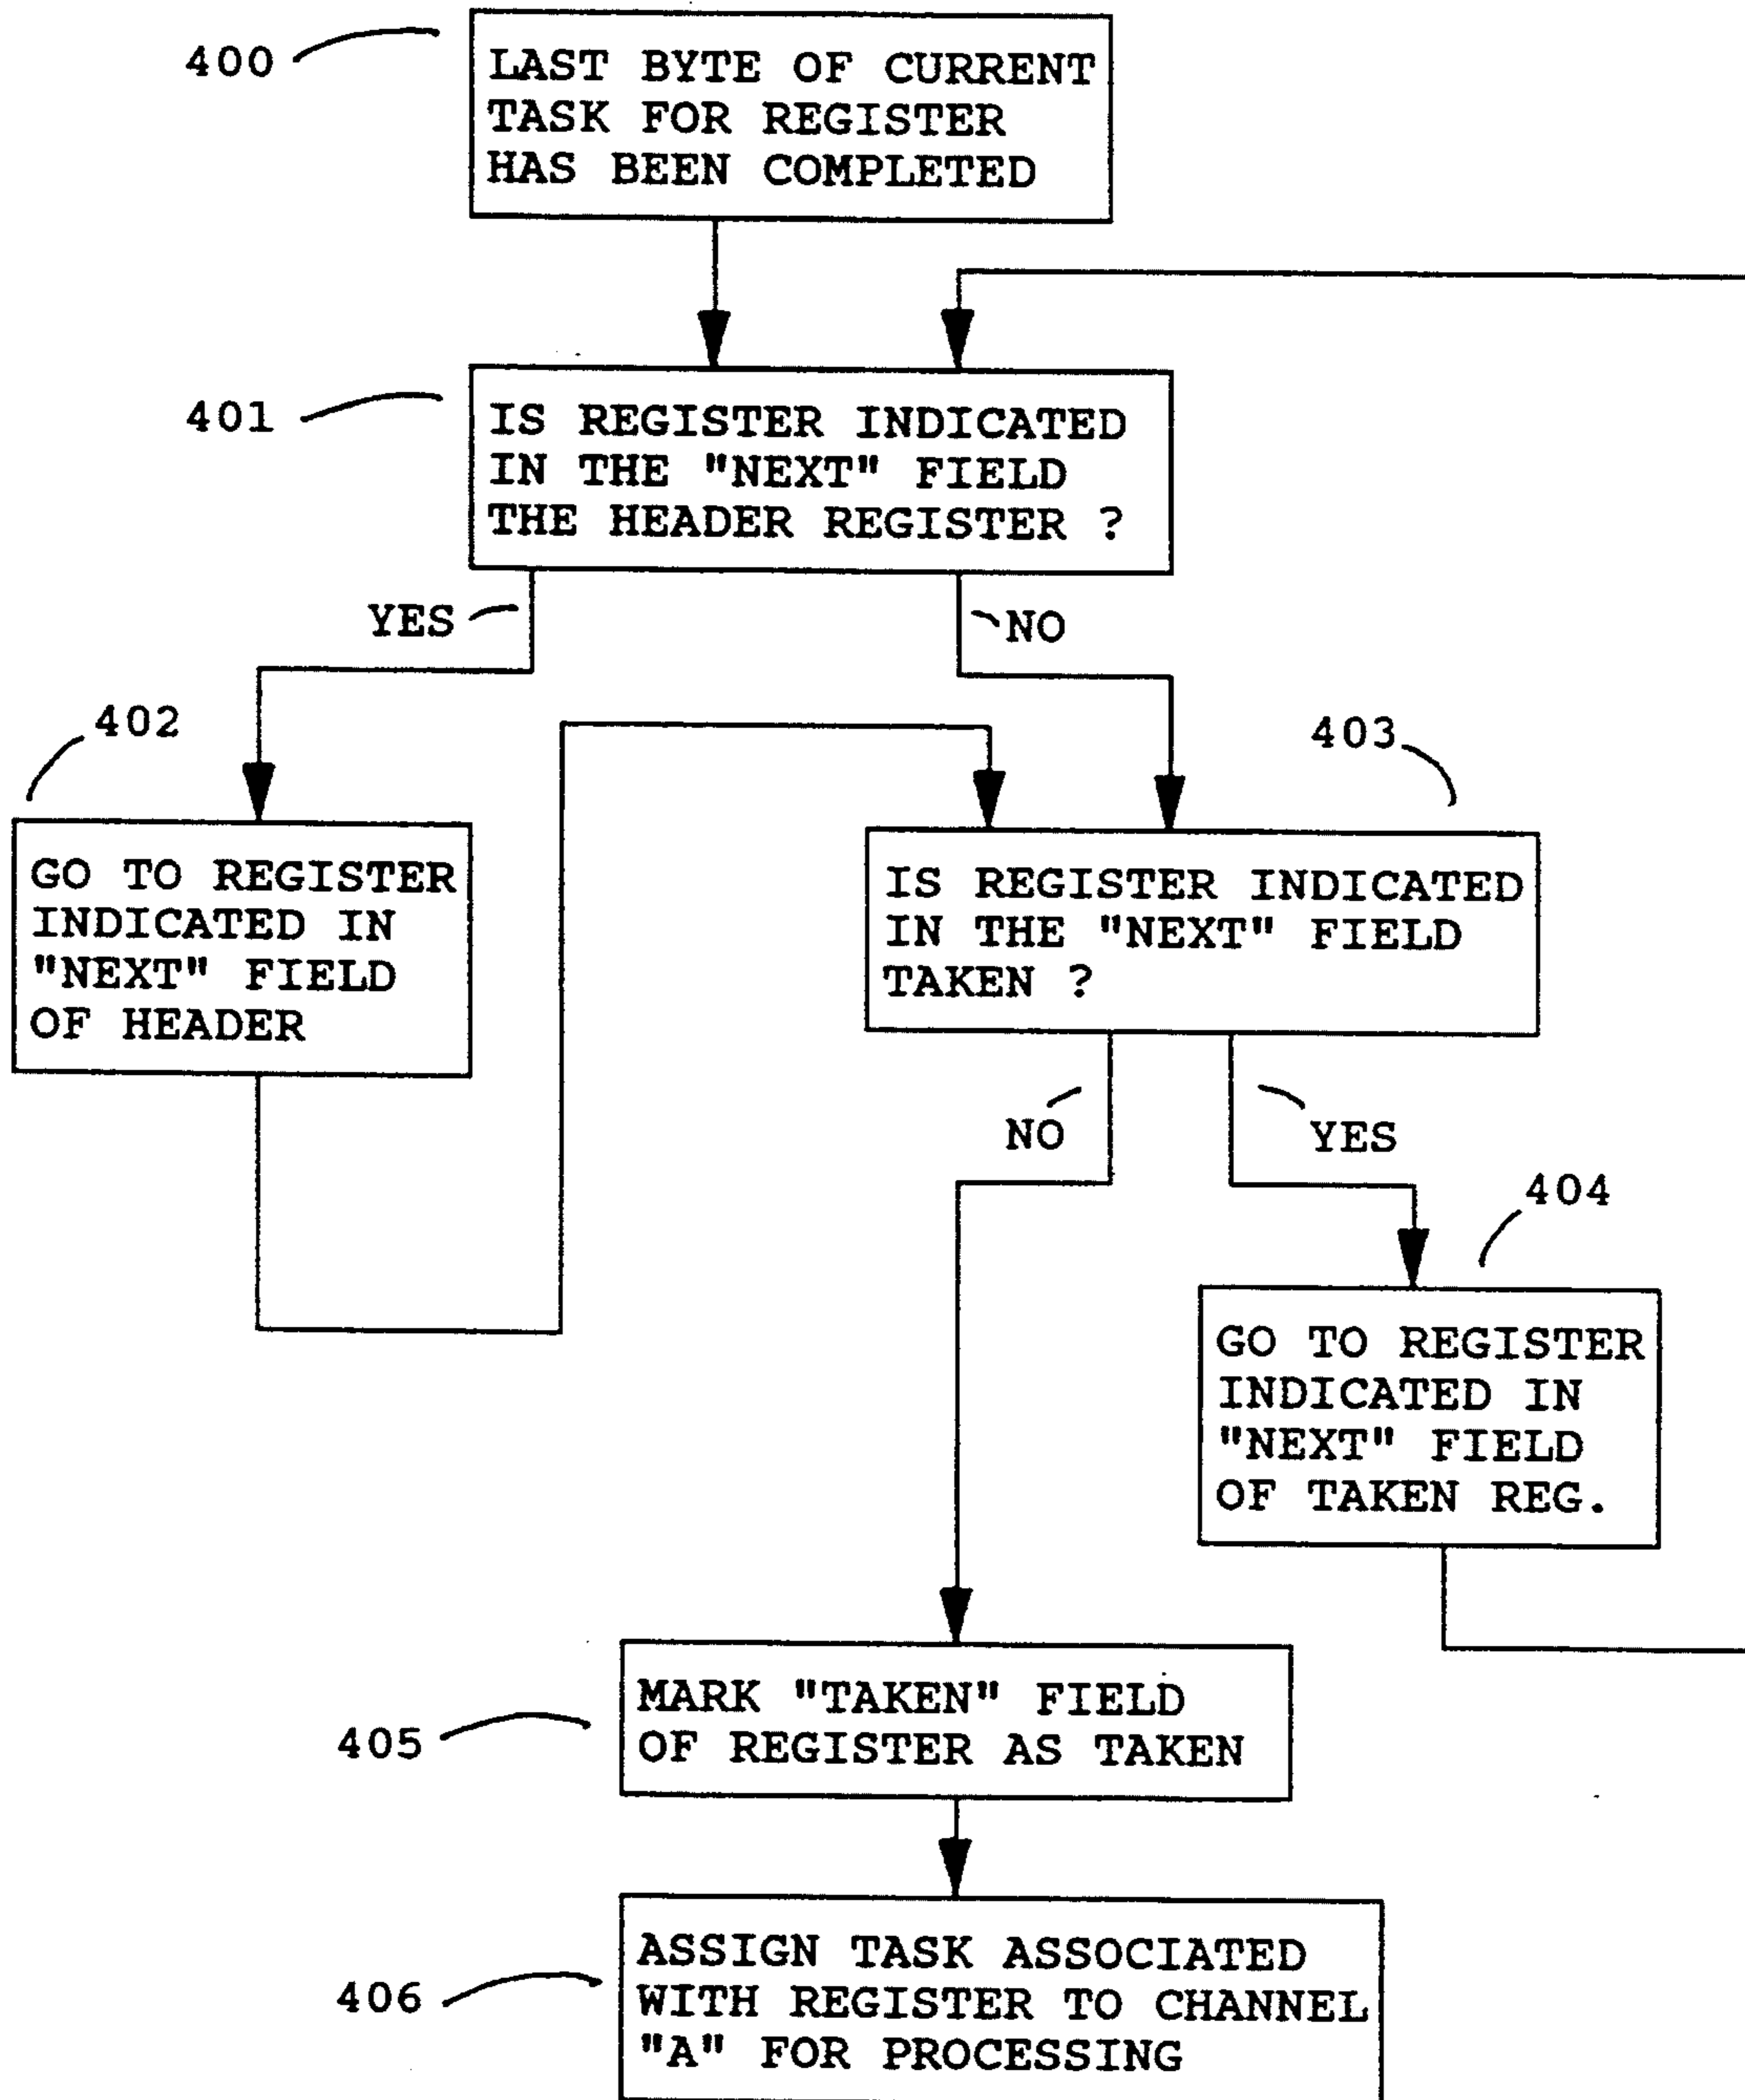 400
LAST BYTE OF CURRENT
TASK FOR REGISTER
HAS BEEN COMPLETED
401
IS REGISTER INDICATED
IN THE "NEXT" FIELD
THE HEADER REGISTER ?
YES
NO
402
403
GO TO REGISTER
INDICATED IN
"NEXT" FIELD
OF HEADER
IS REGISTER INDICATED
IN THE "NEXT" FIELD
TAKEN ?
NO
YES
404
GO TO REGISTER
INDICATED IN
"NEXT" FIELD
OF TAKEN REG.
405
MARK "TAKEN" FIELD
OF REGISTER AS TAKEN
406
ASSIGN TASK ASSOCIATED
WITH REGISTER TO CHANNEL
"A" FOR PROCESSING